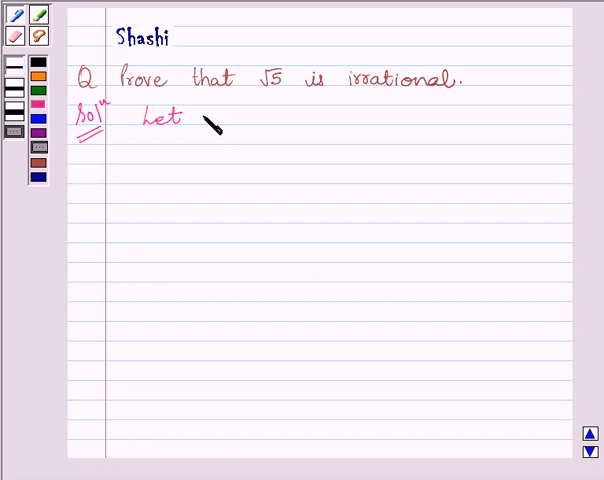 Shashi
Q Prove that √5 is irrational.
Solⁿ Let